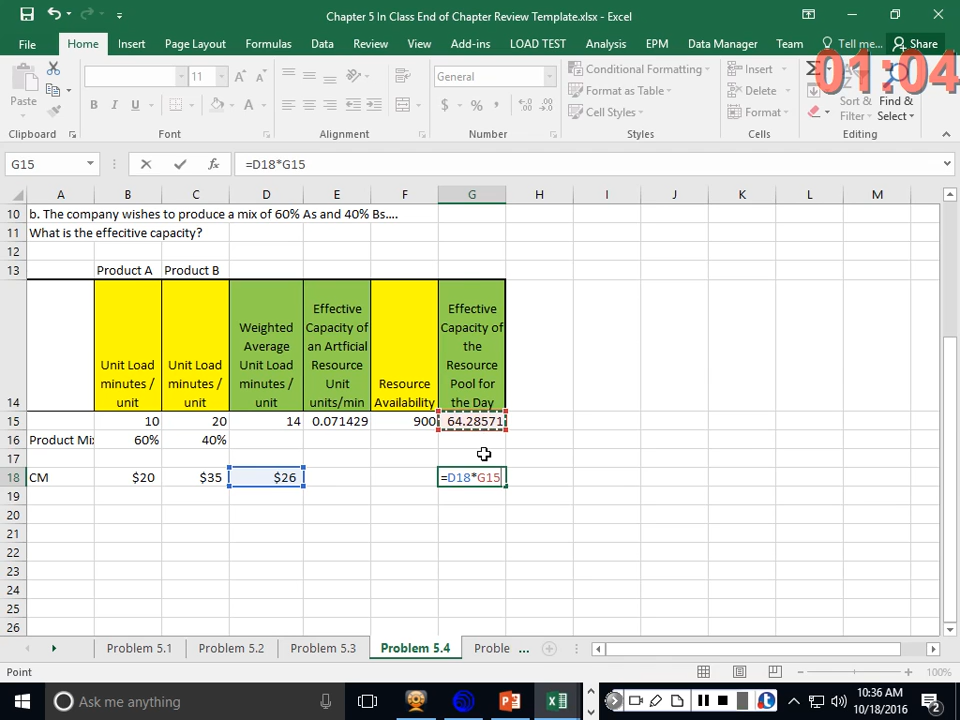 Chapter 5 In Class End of Chapter Review Template.xlsx - Excel
File Home Insert Page Layout Formulas Data Review View Add-ins LOAD TEST Analysis EPM Data Manager Team Tell me... Share
01:04
Paste
11 A A
B I U
General
$ % ,
Conditional Formatting
Format as Table
Cell Styles
Insert
Delete
Format
Sort & Filter
Find & Select
Clipboard Font Alignment Number Styles Cells Editing
G15 fx =D18*G15
A B C D E F G H I J K L M
10 b. The company wishes to produce a mix of 60% As and 40% Bs....
11 What is the effecitive capacity?
12
13 Product A Product B
14 Unit Load minutes / unit
Unit Load minutes / unit
Weighted Average Unit Load minutes / unit
Effective Capacity of an Artficial Resource Unit units/min
Resource Availability
Effective Capacity of the Resource Pool for the Day
15 10 20 14 0.071429 900 64.28571
16 Product Mix 60% 40%
17
18 CM $20 $35 $26 =D18*G15
19
20
21
22
23
24
25
26
Problem 5.1 Problem 5.2 Problem 5.3 Problem 5.4 Proble ...
Point 100%
Ask me anything
10:36 AM
10/18/2016
2